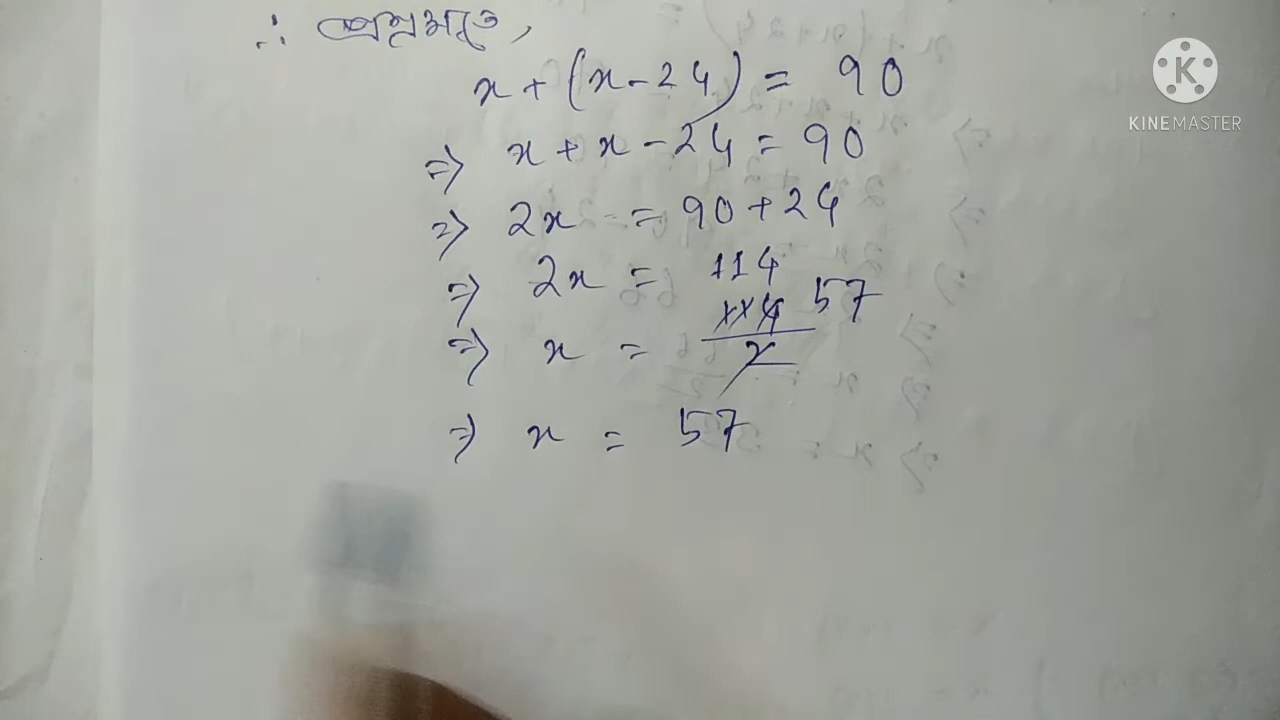 ∴ প্রশ্নমতে,
x + (x - 24) = 90
⇒ x + x - 24 = 90
⇒ 2x = 90 + 24
⇒ 2x = 114
⇒ x = 114/2 57
⇒ x = 57
K
KINEMASTER